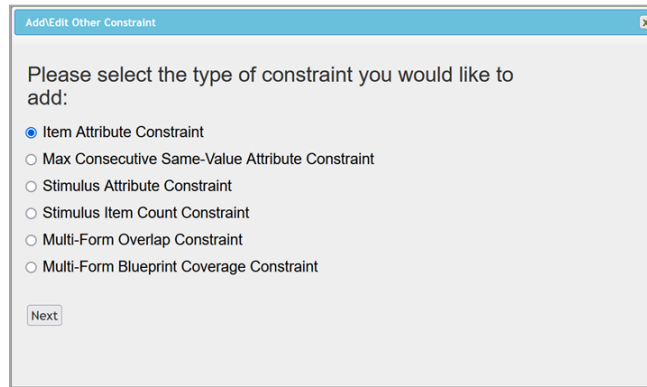 Add\Edit Other Constraint
Please select the type of constraint you would like to
add:
Item Attribute Constraint
Max Consecutive Same-Value Attribute Constraint
Stimulus Attribute Constraint
Stimulus Item Count Constraint
Multi-Form Overlap Constraint
Multi-Form Blueprint Coverage Constraint
Next